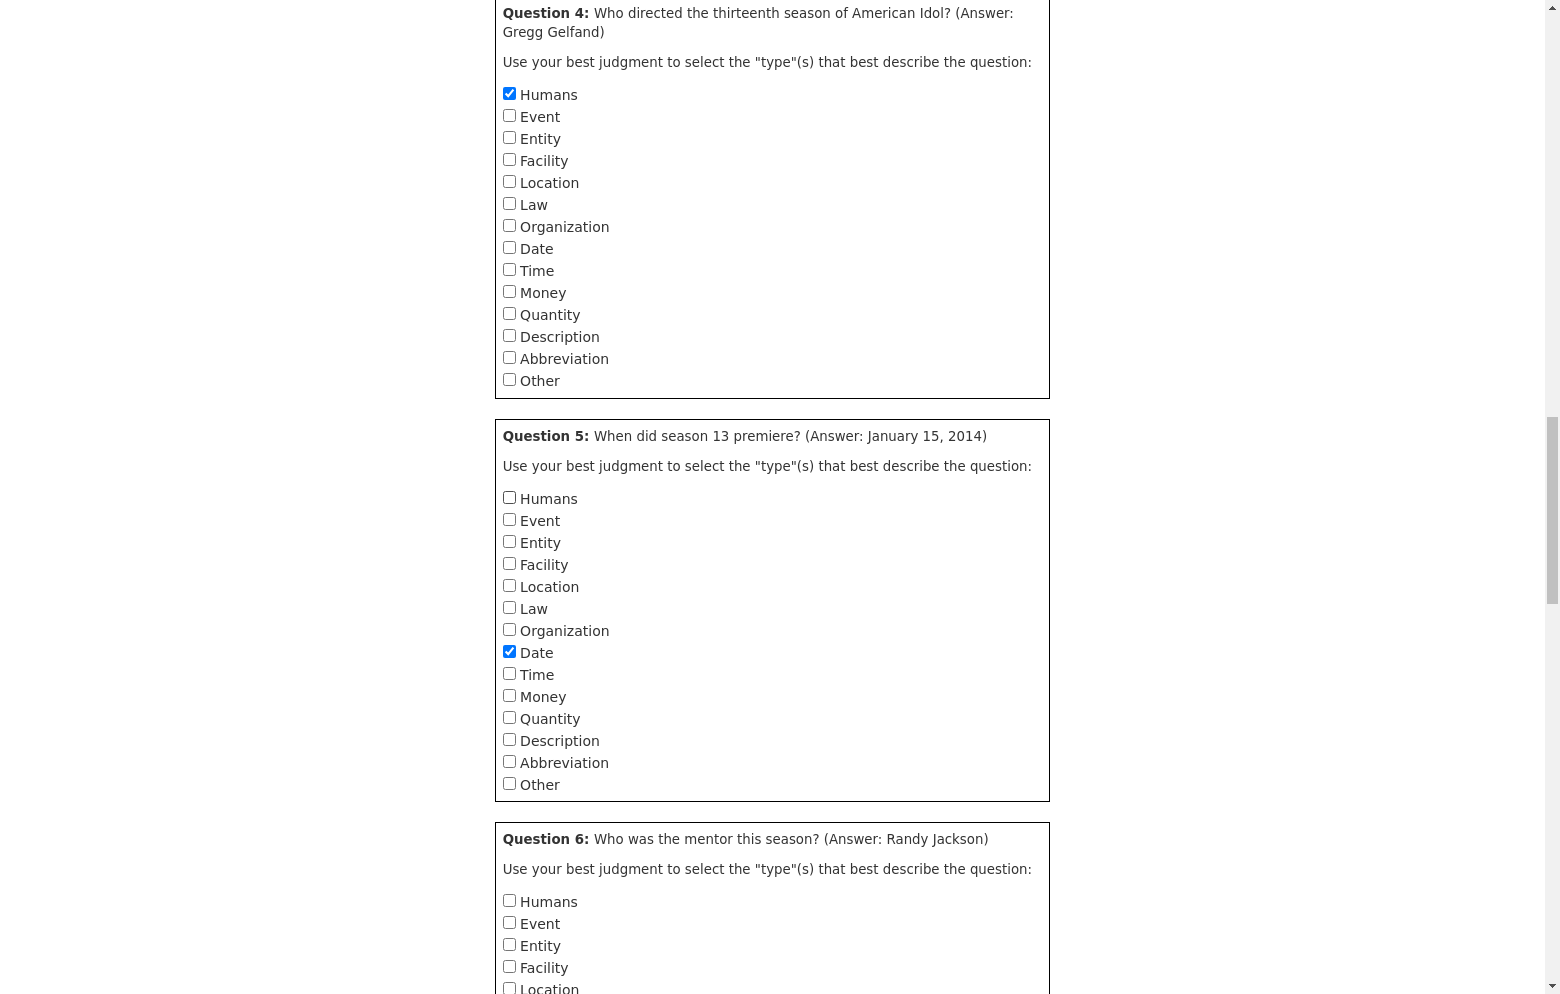 Question 4: Who directed the thirteenth season of American Idol? (Answer:
Gregg Gelfand)
Use your best judgment to select the "type"(s) that best describe the question:
Humans
Event
Entity
Facility
Location
Law
Organization
Date
Time
Money
Quantity
Description
Abbreviation
Other
Question 5: When did season 13 premiere? (Answer: January 15, 2014)
Use your best judgment to select the "type"(s) that best describe the question:
Humans
Event
Entity
Facility
Location
Law
Organization
Date
Time
Money
Quantity
Description
Abbreviation
Other
Question 6: Who was the mentor this season? (Answer: Randy Jackson)
Use your best judgment to select the "type"(s) that best describe the question:
Humans
Event
Entity
Facility
Location